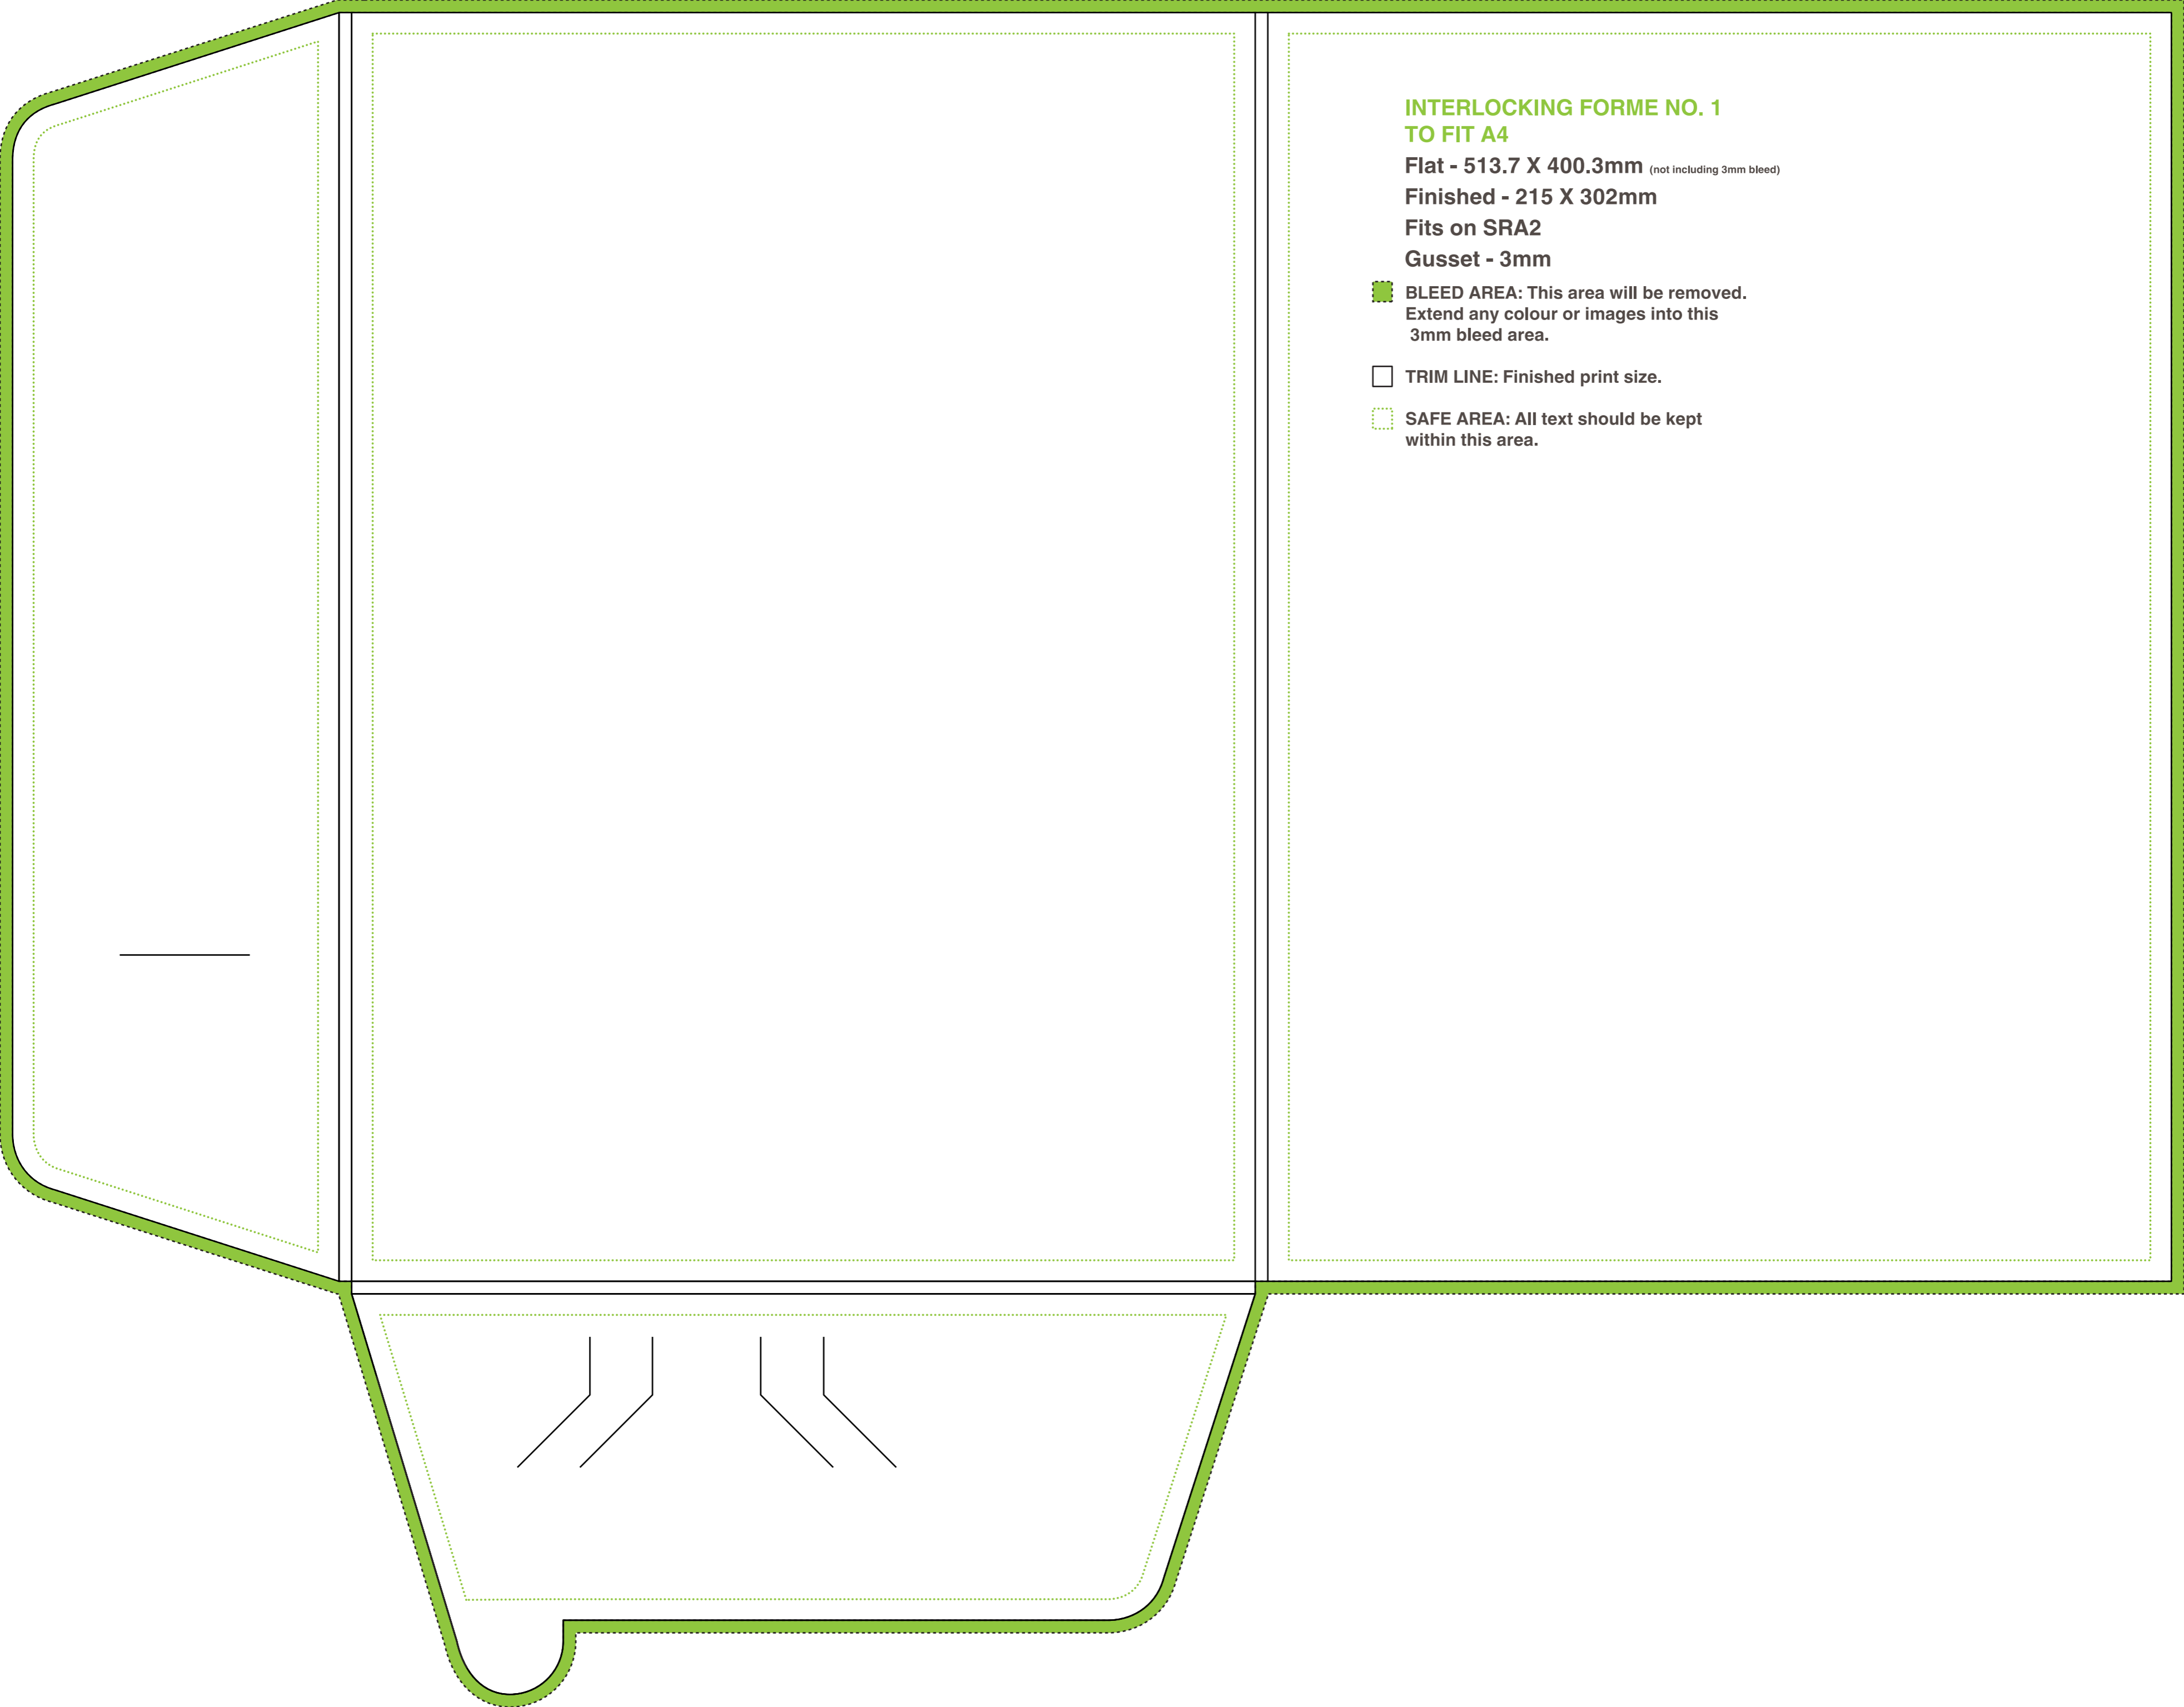 INTERLOCKING FORME NO. 1
TO FIT A4
Flat - 513.7 X 400.3mm (not including 3mm bleed)
Finished - 215 X 302mm
Fits on SRA2
Gusset - 3mm
BLEED AREA: This area will be removed.
Extend any colour or images into this
3mm bleed area.
TRIM LINE: Finished print size.
SAFE AREA: All text should be kept
within this area.